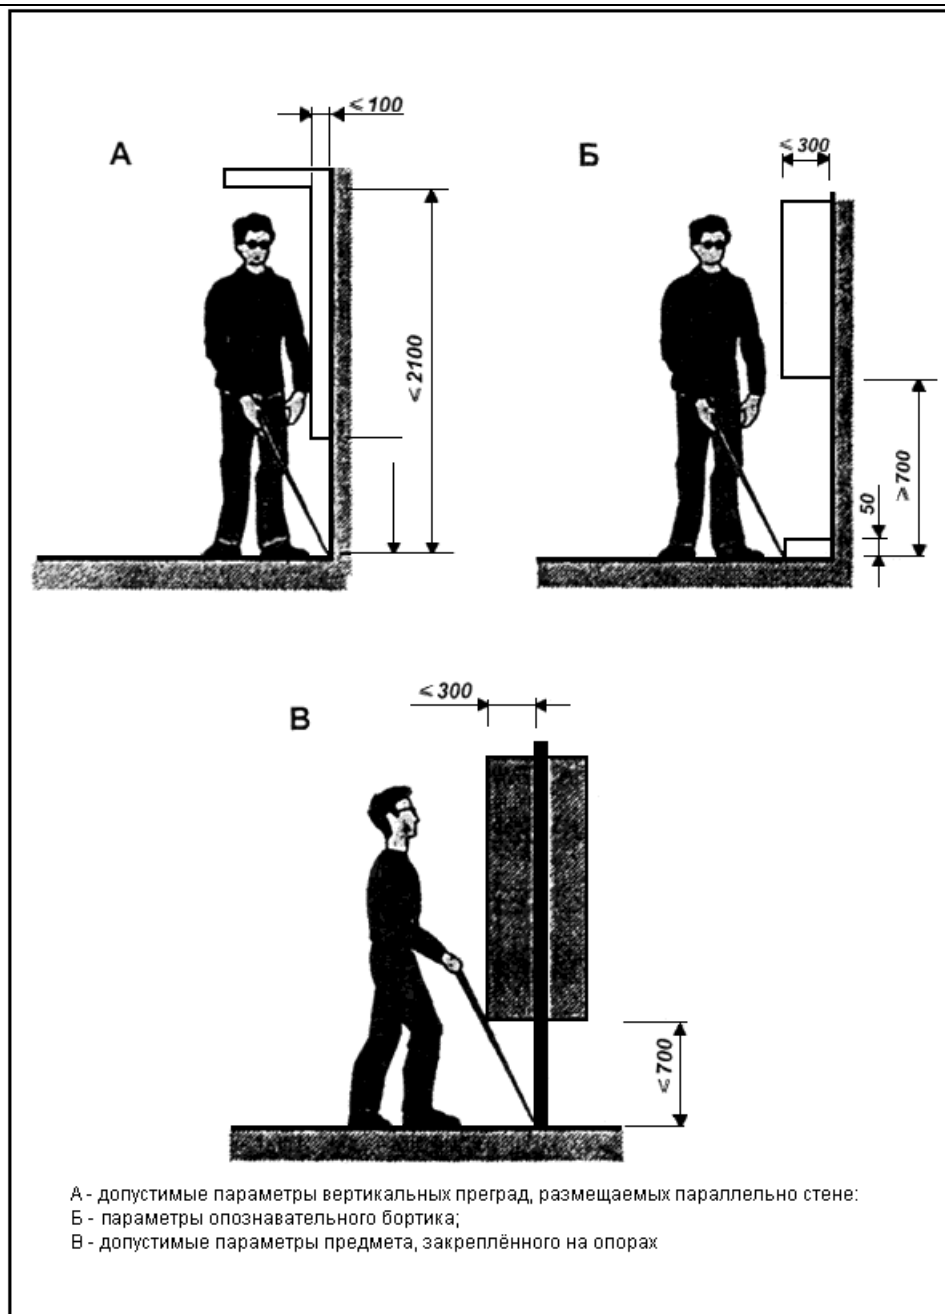 ≤ 100
А
Б
≤ 300
≤ 2100
≥ 700
50
≤ 300
В
≤ 700
А - допустимые параметры вертикальных преград, размещаемых параллельно стене:
Б - параметры опознавательного бортика;
В - допустимые параметры предмета, закреплённого на опорах